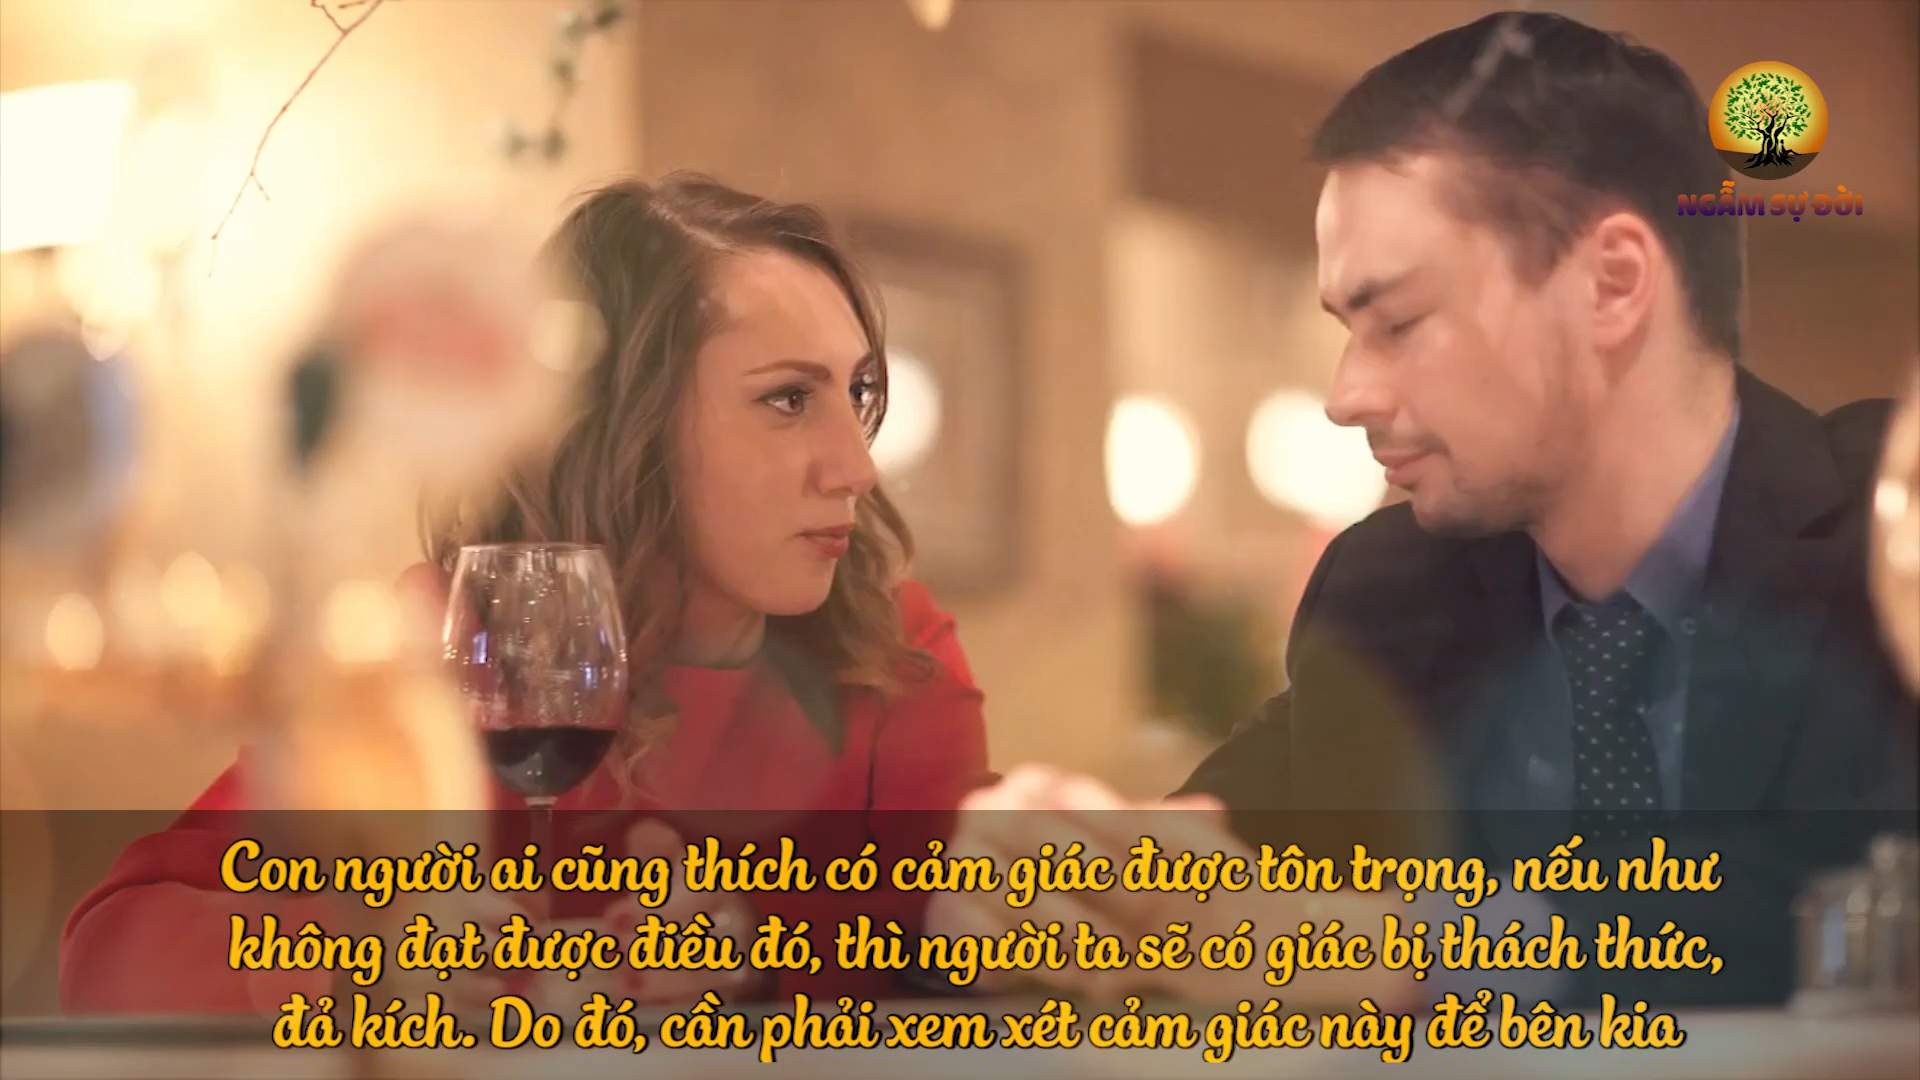 NGẪM SỰ ĐỜI
Con người ai cũng thích có cảm giác được tôn trọng, nếu như
không đạt được điều đó, thì người ta sẽ có giác bị thách thức,
đả kích. Do đó, cần phải xem xét cảm giác này để bên kia